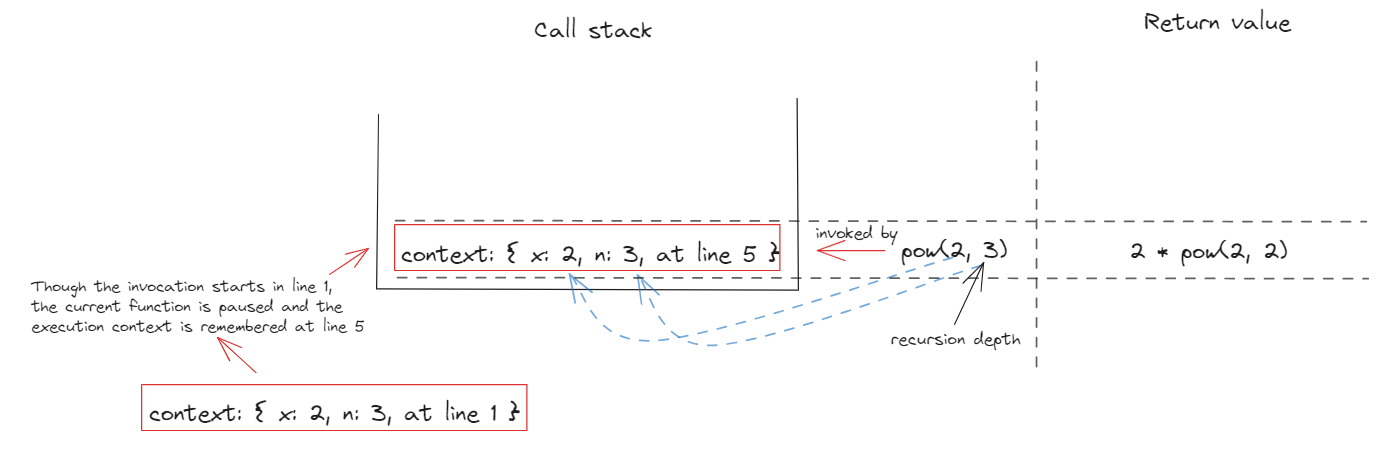 Call stack
Return value
invoked by
context: { x: 2, n: 3, at line 5 }
pow(2, 3)
2 * pow(2, 2)
Though the invocation starts in line 1,
the current function is paused and the
execution context is remembered at line 5
recursion depth
context: { x: 2, n: 3, at line 1 }